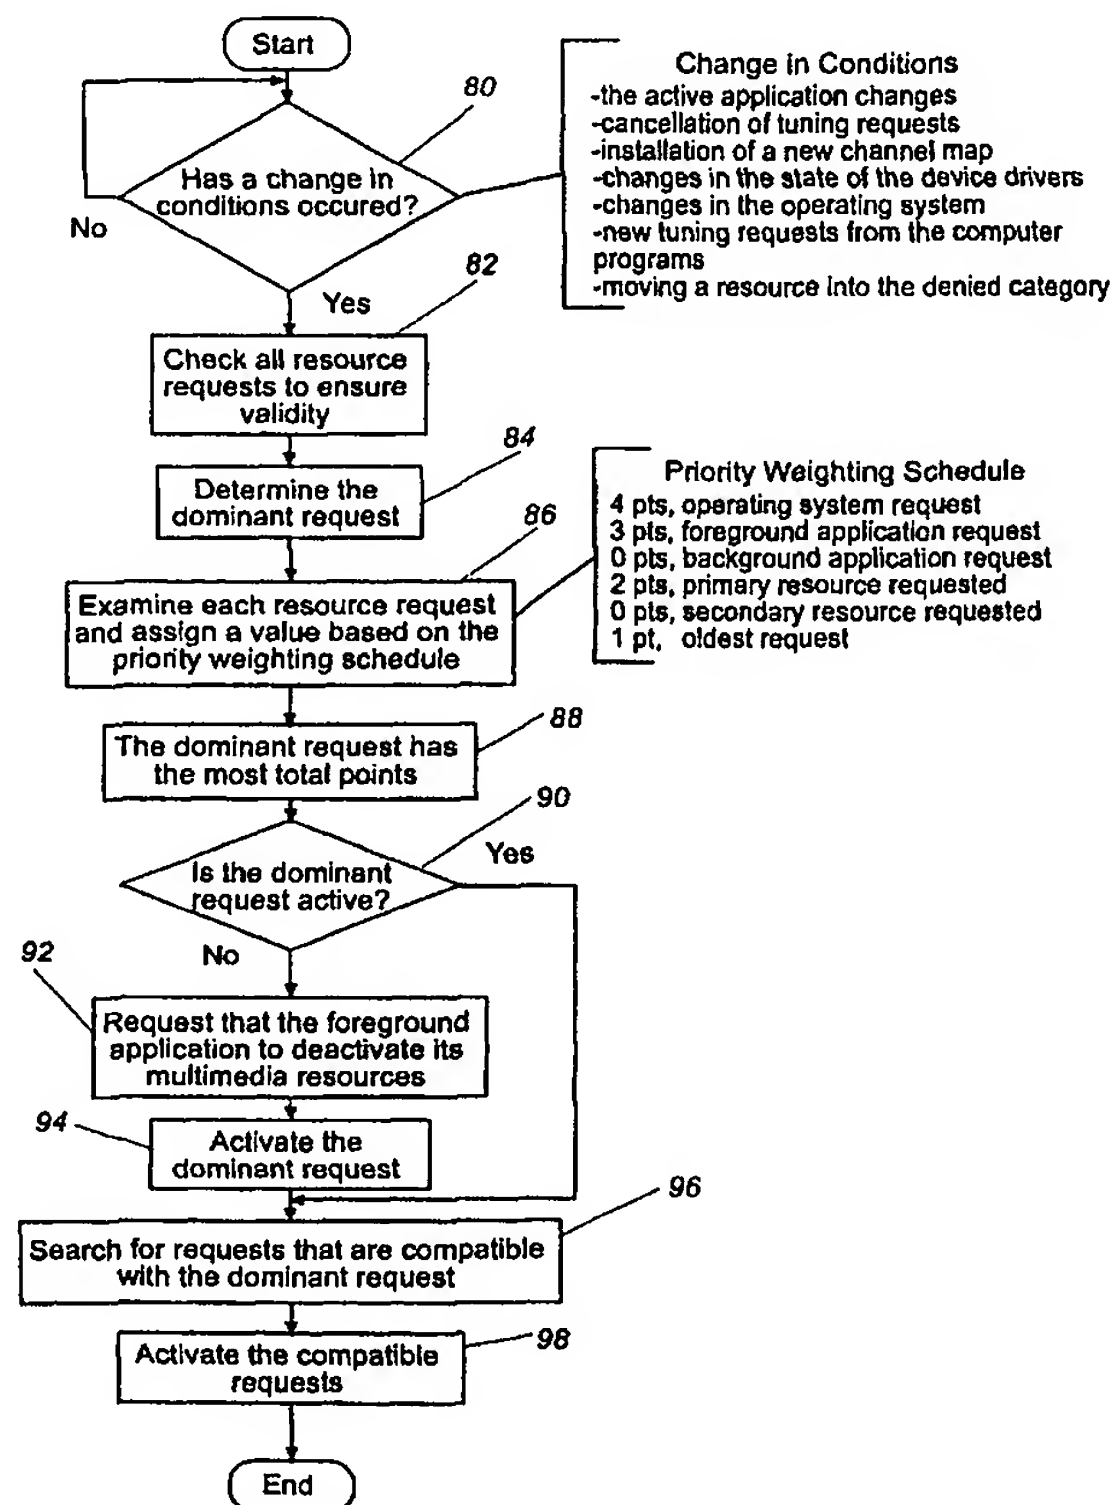 Start
80
Has a change in
conditions occured?
No
Yes
Change in Conditions
-the active application changes
-cancellation of tuning requests
-installation of a new channel map
-changes in the state of the device drivers
-changes in the operating system
-new tuning requests from the computer
programs
-moving a resource into the denied category
82
Check all resource
requests to ensure
validity
84
Determine the
dominant request
86
Examine each resource request
and assign a value based on the
priority weighting schedule
Priority Weighting Schedule
4 pts, operating system request
3 pts, foreground application request
0 pts, background application request
2 pts, primary resource requested
0 pts, secondary resource requested
1 pt, oldest request
88
The dominant request has
the most total points
90
Is the dominant
request active?
Yes
No
92
Request that the foreground
application to deactivate its
multimedia resources
94
Activate the
dominant request
96
Search for requests that are compatible
with the dominant request
98
Activate the compatible
requests
End